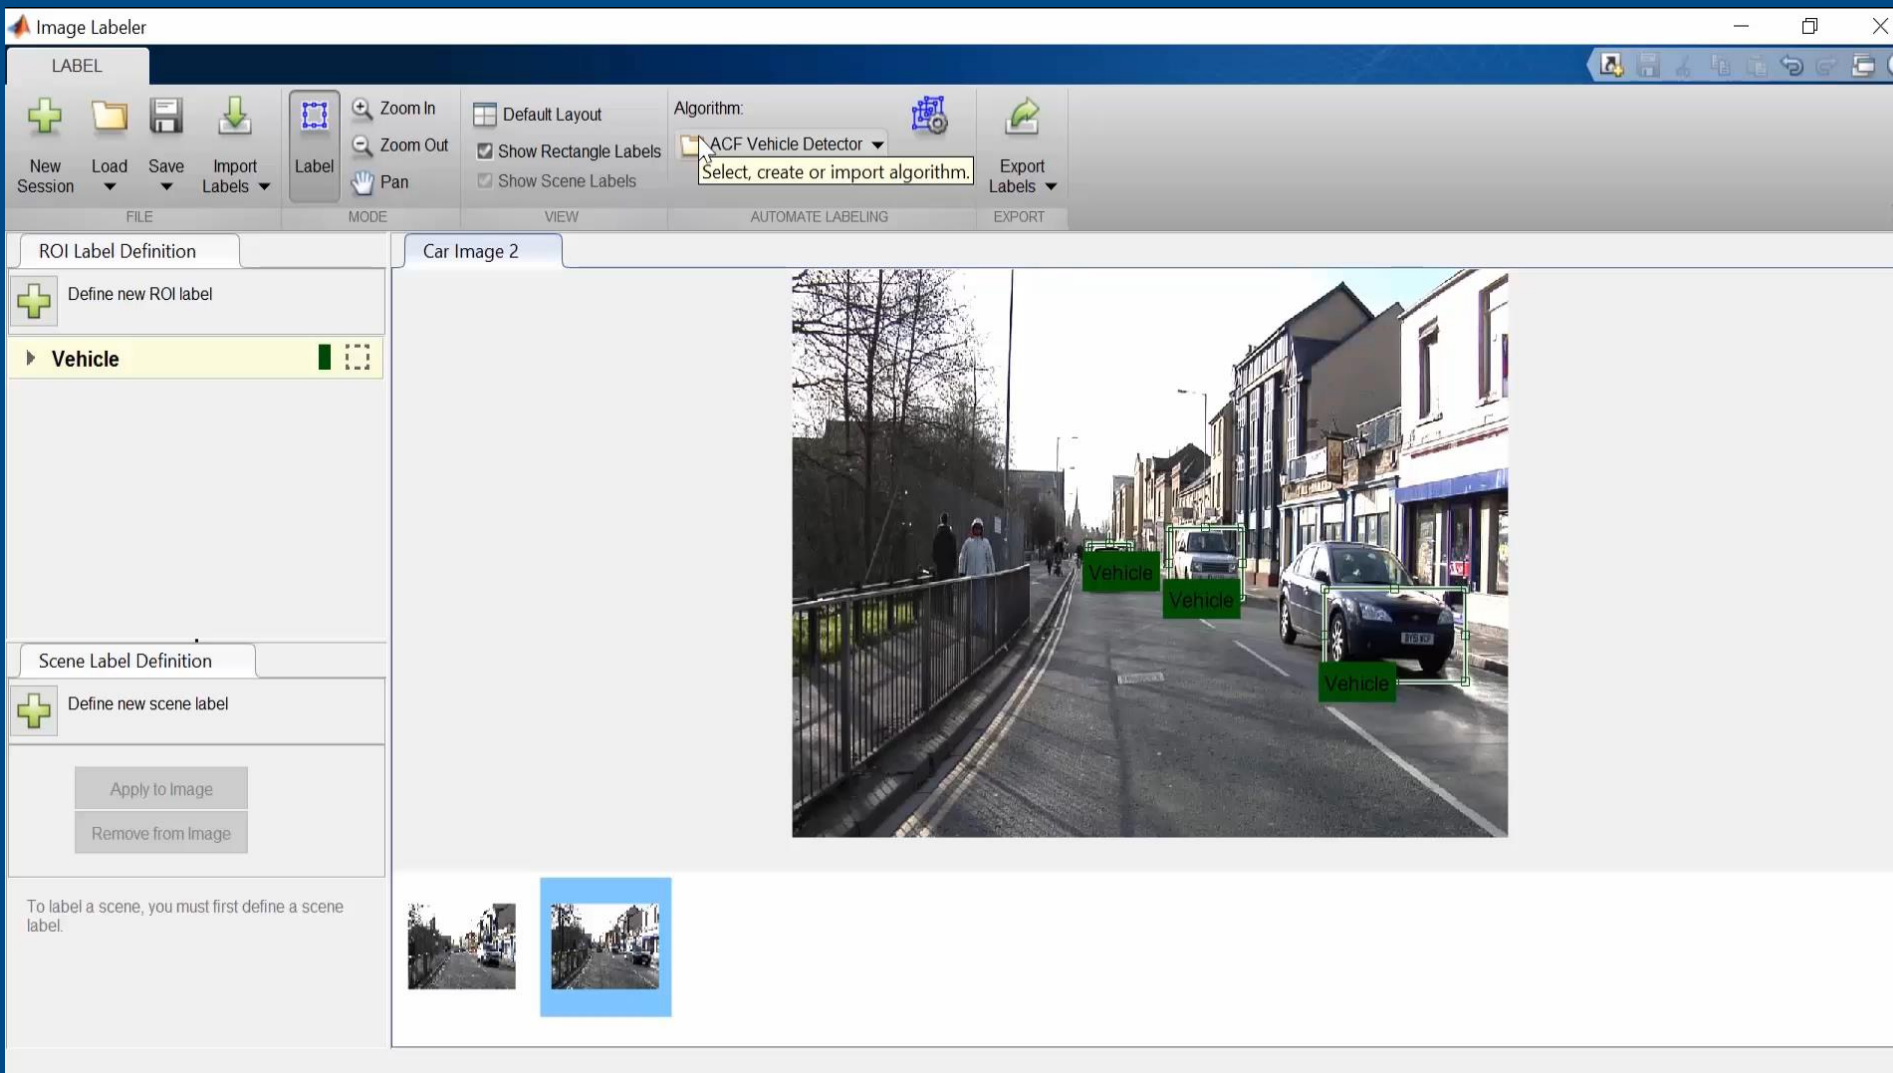 Image Labeler
LABEL
New
Session
Load
Save
Import
Labels
Label
Zoom In
Zoom Out
Pan
Default Layout
Show Rectangle Labels
Show Scene Labels
Algorithm:
ACF Vehicle Detector
Select, create or import algorithm.
Export
Labels
FILE
MODE
VIEW
AUTOMATE LABELING
EXPORT
ROI Label Definition
Define new ROI label
Vehicle
Scene Label Definition
Define new scene label
Apply to Image
Remove from Image
To label a scene, you must first define a scene
label.
Car Image 2
Vehicle
Vehicle
Vehicle